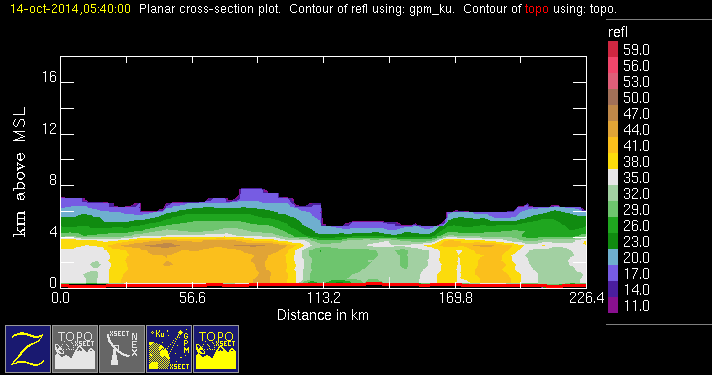 14-oct-2014,05:40:00 Planar cross-section plot. Contour of refl using: gpm_ku. Contour of topo using: topo.
refl
59.0
56.0
53.0
50.0
47.0
44.0
41.0
38.0
35.0
32.0
29.0
26.0
23.0
20.0
17.0
14.0
11.0
km above MSL
16
12
8
4
0
0.0 56.6 113.2 169.8 226.4
Distance in km
Z
TOPO
XSECT
XSECT
ZWXE
Ku
GPM
XSECT
TOPO
XSECT